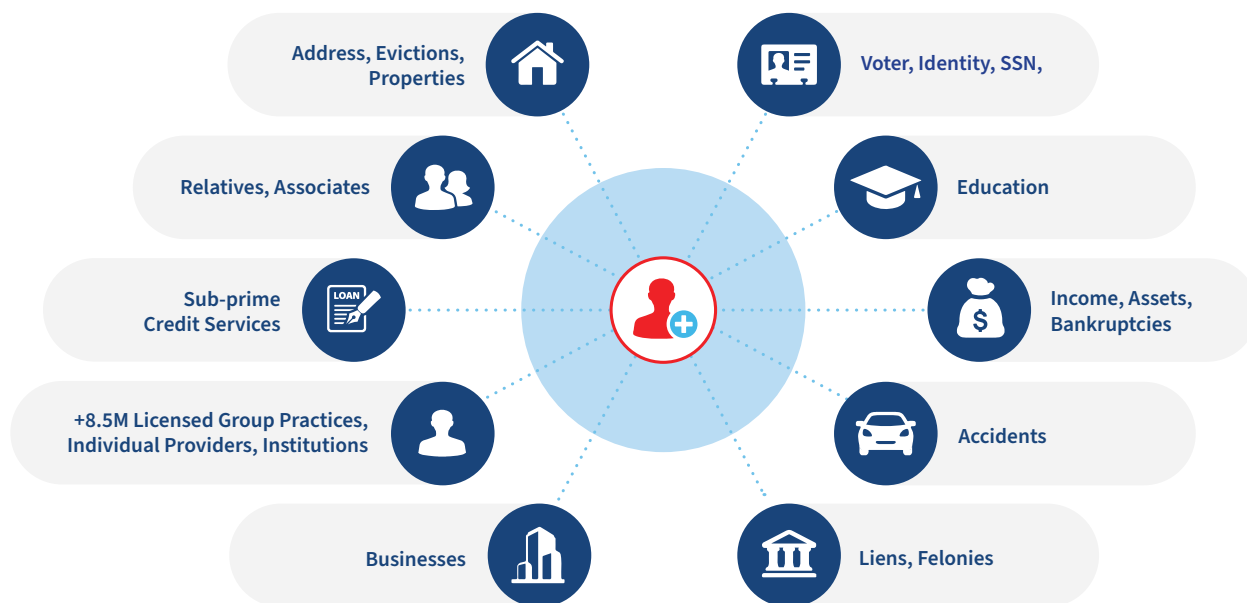 Address, Evictions,
Properties
Voter, Identity, SSN,
Relatives, Associates
Education
LOAN
Sub-prime
Credit Services
$
Income, Assets,
Bankruptcies
+8.5M Licensed Group Practices,
Individual Providers, Institutions
Accidents
Businesses
Liens, Felonies